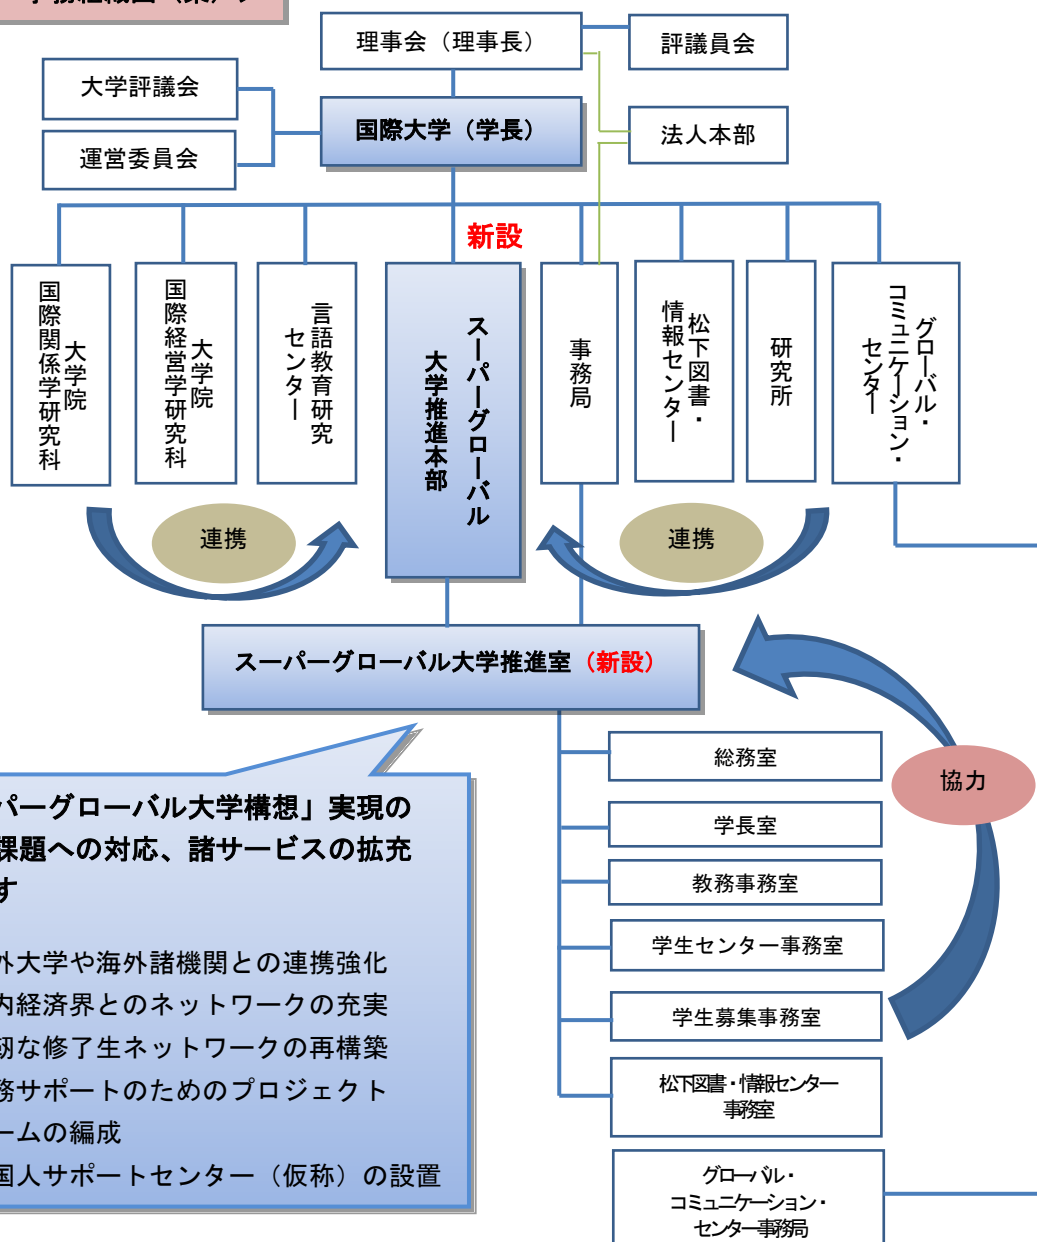 理事会（理事長）
評議員会
大学評議会
国際大学（学長）
法人本部
運営委員会
新設
大学院
国際関係学研究科
大学院
国際経営学研究科
言語教育研究
センター
スーパーグローバル
大学推進本部
事務局
松下図書・
情報センター
研究所
グローバル・
コミュニケーション・
センター
連携
連携
スーパーグローバル大学推進室（新設）
総務室
協力
学長室
教務事務室
学生センター事務室
学生募集事務室
松下図書・情報センター
事務室
グローバル・
コミュニケーション・
センター事務局
パーグローバル大学構想」実現の
課題への対応、諸サービスの拡充
す
外大学や海外諸機関との連携強化
内経済界とのネットワークの充実
靭な修了生ネットワークの再構築
務サポートのためのプロジェクト
ームの編成
国人サポートセンター（仮称）の設置